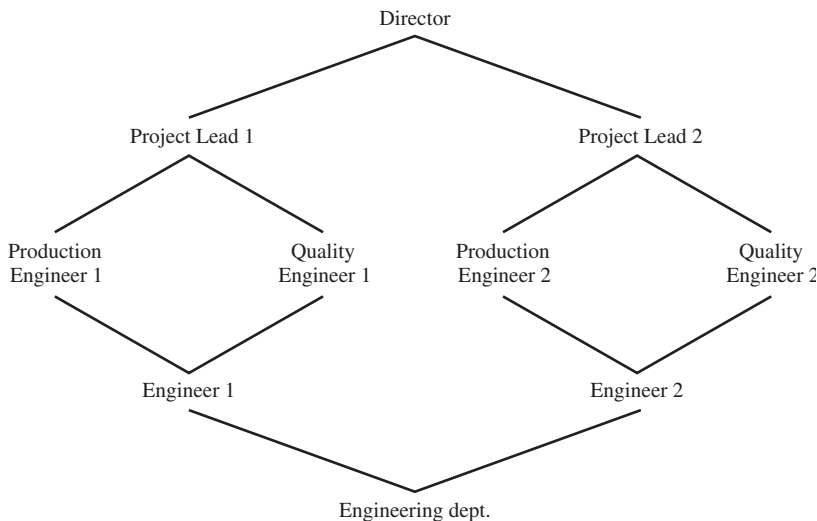 Director
Project Lead 1
Project Lead 2
Production
Engineer 1
Quality
Engineer 1
Production
Engineer 2
Quality
Engineer 2
Engineer 1
Engineer 2
Engineering dept.